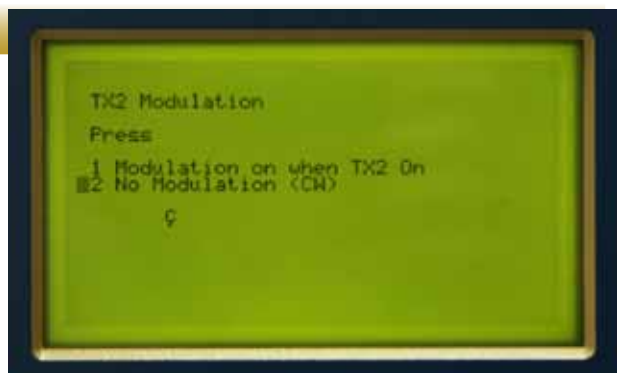 TX2 Modulation
Press
1 Modulation on when TX2 On
2 No Modulation (CW)